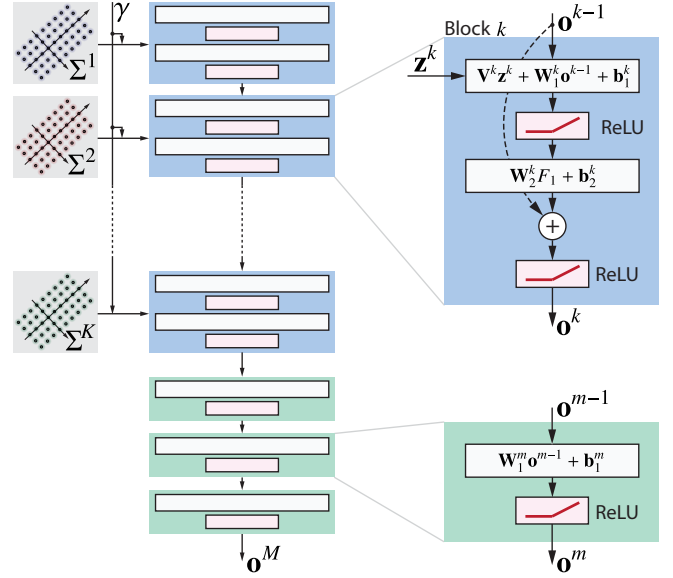 γ
Σ¹
Σ²
Σᴷ
𝐨ᴹ
Block k
𝐨ᵏ⁻¹
𝐳ᵏ
𝐕ᵏ𝐳ᵏ + 𝐖₁ᵏ𝐨ᵏ⁻¹ + 𝐛₁ᵏ
ReLU
𝐖₂ᵏF₁ + 𝐛₂ᵏ
+
ReLU
𝐨ᵏ
𝐨ᵐ⁻¹
𝐖₁ᵐ𝐨ᵐ⁻¹ + 𝐛₁ᵐ
ReLU
𝐨ᵐ